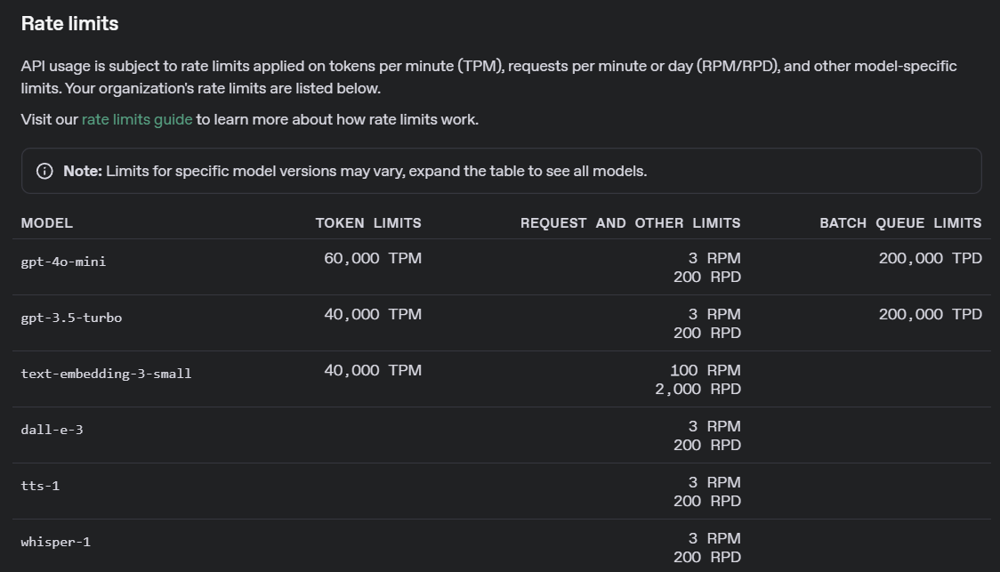 Rate limits
API usage is subject to rate limits applied on tokens per minute (TPM), requests per minute or day (RPM/RPD), and other model-specific
limits. Your organization's rate limits are listed below.
Visit our rate limits guide to learn more about how rate limits work.
Note: Limits for specific model versions may vary, expand the table to see all models.
MODEL TOKEN LIMITS REQUEST AND OTHER LIMITS BATCH QUEUE LIMITS
gpt-4o-mini 60,000 TPM 3 RPM 200,000 TPD
200 RPD
gpt-3.5-turbo 40,000 TPM 3 RPM 200,000 TPD
200 RPD
text-embedding-3-small 40,000 TPM 100 RPM
2,000 RPD
dall-e-3 3 RPM
200 RPD
tts-1 3 RPM
200 RPD
whisper-1 3 RPM
200 RPD